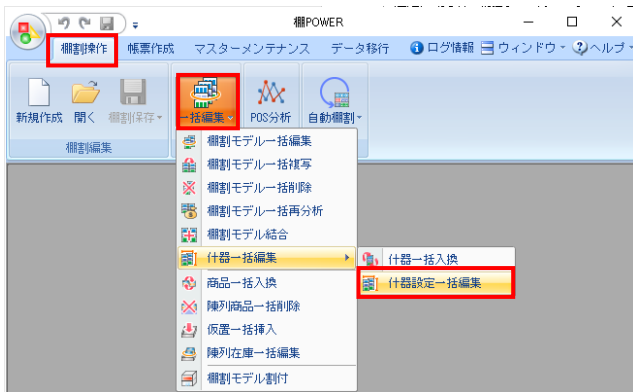 棚POWER
棚割操作 帳票作成 マスターメンテナンス データ移行 ログ情報 ウィンドウ ヘルプ
新規作成 開く 棚割保存 一括編集 POS分析 自動棚割
棚割編集
棚割モデル一括編集
棚割モデル一括複写
棚割モデル一括削除
棚割モデル一括再分析
棚割モデル結合
什器一括編集 什器一括入換
商品一括入換 什器設定一括編集
陳列商品一括削除
仮置一括挿入
陳列在庫一括編集
棚割モデル割付